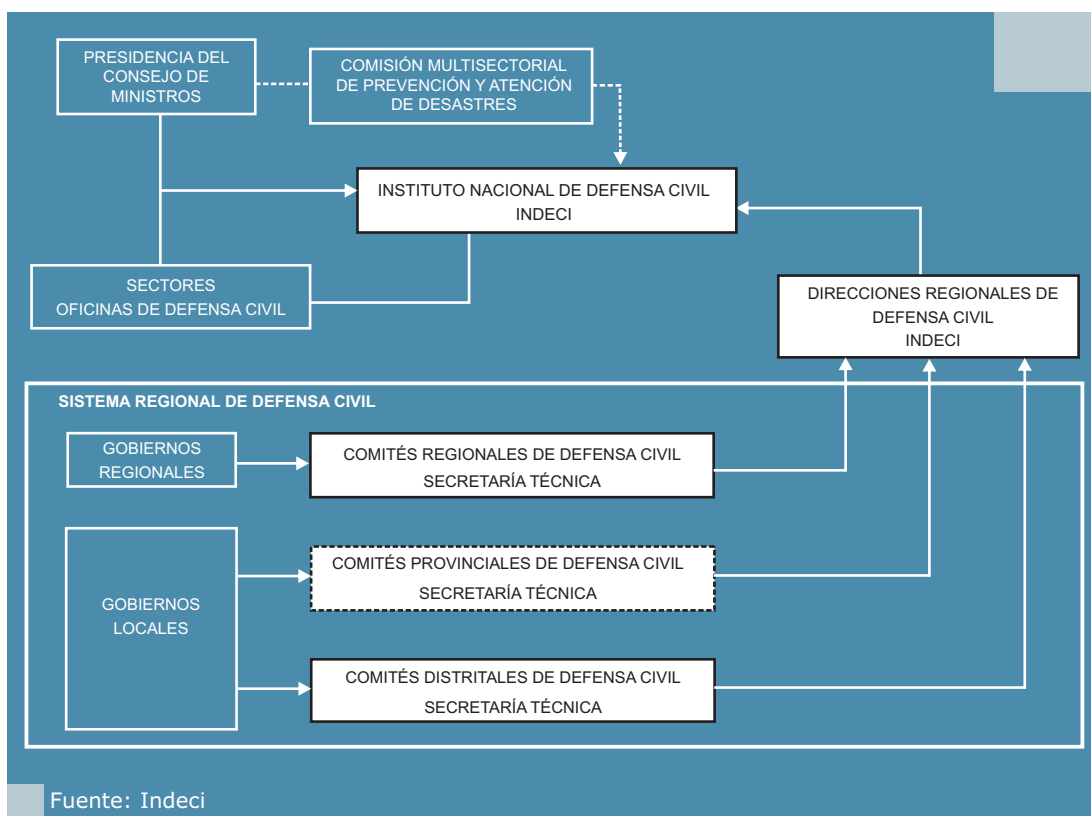 PRESIDENCIA DEL
CONSEJO DE
MINISTROS
COMISIÓN MULTISECTORIAL
DE PREVENCIÓN Y ATENCIÓN
DE DESASTRES
INSTITUTO NACIONAL DE DEFENSA CIVIL
INDECI
SECTORES
OFICINAS DE DEFENSA CIVIL
DIRECCIONES REGIONALES DE
DEFENSA CIVIL
INDECI
SISTEMA REGIONAL DE DEFENSA CIVIL
GOBIERNOS
REGIONALES
COMITÉS REGIONALES DE DEFENSA CIVIL
SECRETARÍA TÉCNICA
GOBIERNOS
LOCALES
COMITÉS PROVINCIALES DE DEFENSA CIVIL
SECRETARÍA TÉCNICA
COMITÉS DISTRITALES DE DEFENSA CIVIL
SECRETARÍA TÉCNICA
Fuente: Indeci